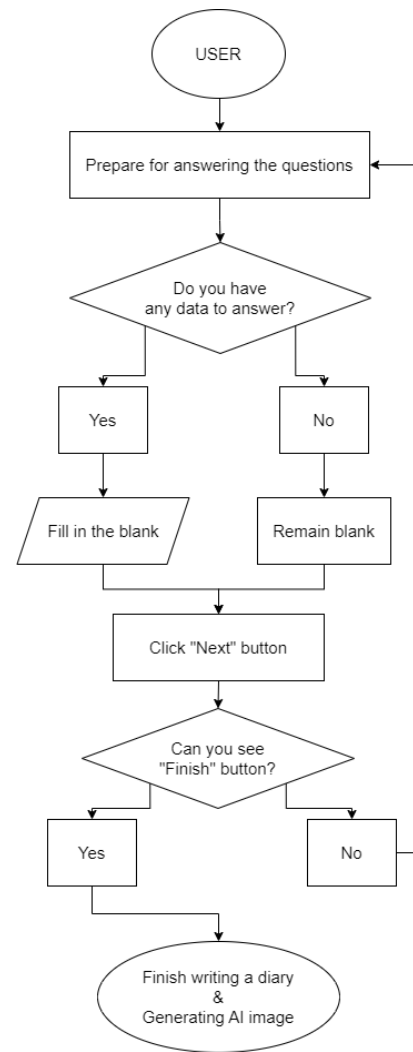 USER
Prepare for answering the questions
Do you have
any data to answer?
Yes
No
Fill in the blank
Remain blank
Click "Next" button
Can you see
"Finish" button?
Yes
No
Finish writing a diary
&
Generating AI image